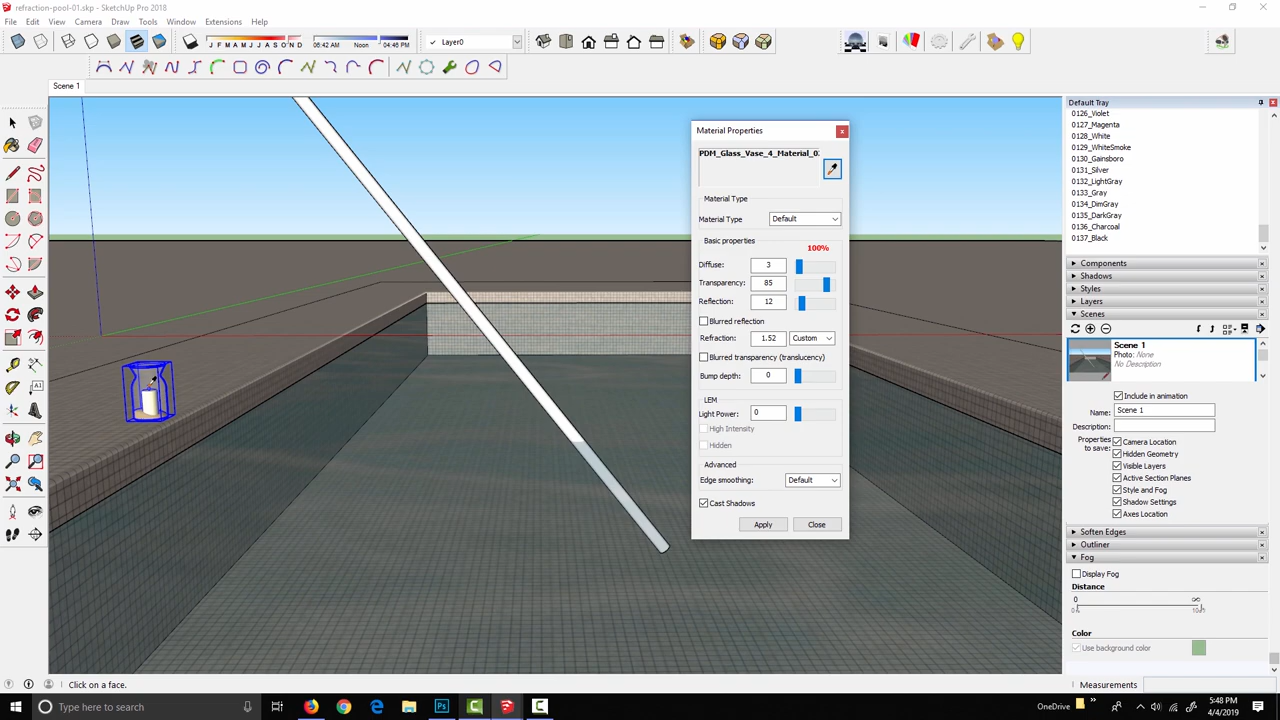 refraction-pool-01.skp - SketchUp Pro 2018
File Edit View Camera Draw Tools Window Extensions Help
J F M A M J J A S O N D
06:42 AM Noon 04:46 PM
Layer0
Scene 1
Default Tray
0126_Violet
0127_Magenta
0128_White
0129_WhiteSmoke
0130_Gainsboro
0131_Silver
0132_LightGray
0133_Gray
0134_DimGray
0135_DarkGray
0136_Charcoal
0137_Black
Components
Shadows
Styles
Layers
Scenes
Scene 1
Photo: None
No Description
Include in animation
Name: Scene 1
Description:
Properties to save:
Camera Location
Hidden Geometry
Visible Layers
Active Section Planes
Style and Fog
Shadow Settings
Axes Location
Soften Edges
Outliner
Fog
Display Fog
Distance
0 ∞
Color
Use background color
Material Properties
PDM_Glass_Vase_4_Material_0
Material Type
Material Type Default
Basic properties 100%
Diffuse: 3
Transparency: 85
Reflection: 12
Blurred reflection
Refraction: 1.52 Custom
Blurred transparency (translucency)
Bump depth: 0
LEM
Light Power: 0
High Intensity
Hidden
Advanced
Edge smoothing: Default
Cast Shadows
Apply Close
Click on a face.
Measurements
Type here to search
OneDrive
5:48 PM
4/4/2019